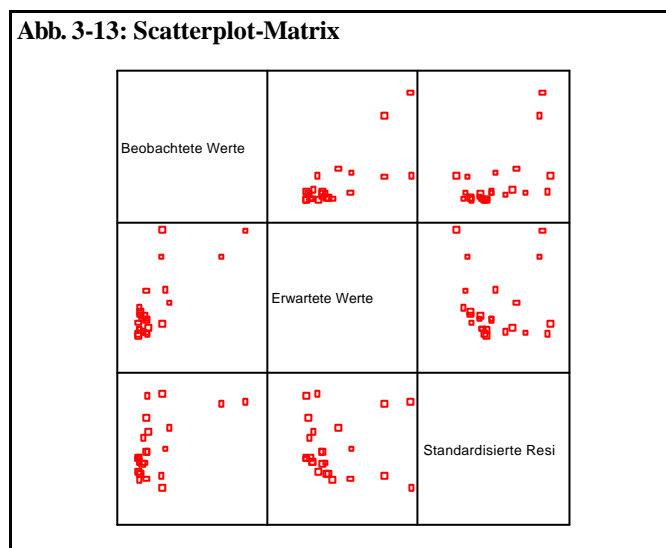 Abb. 3-13: Scatterplot-Matrix
Beobachtete Werte
Erwartete Werte
Standardisierte Resi